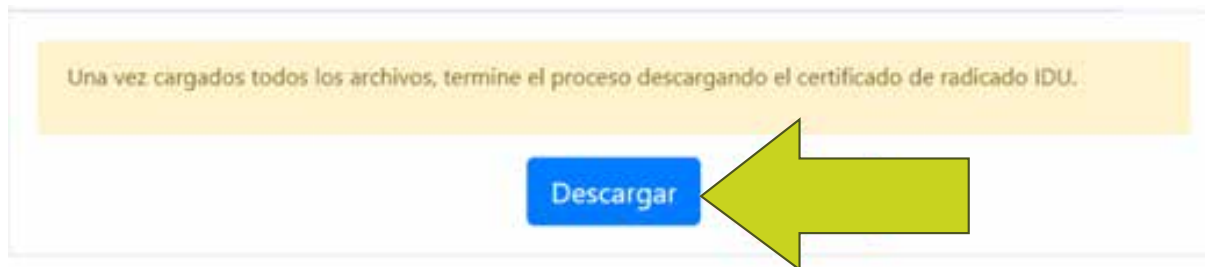 Una vez cargados todos los archivos, termine el proceso descargando el certificado de radicado IDU.
Descargar